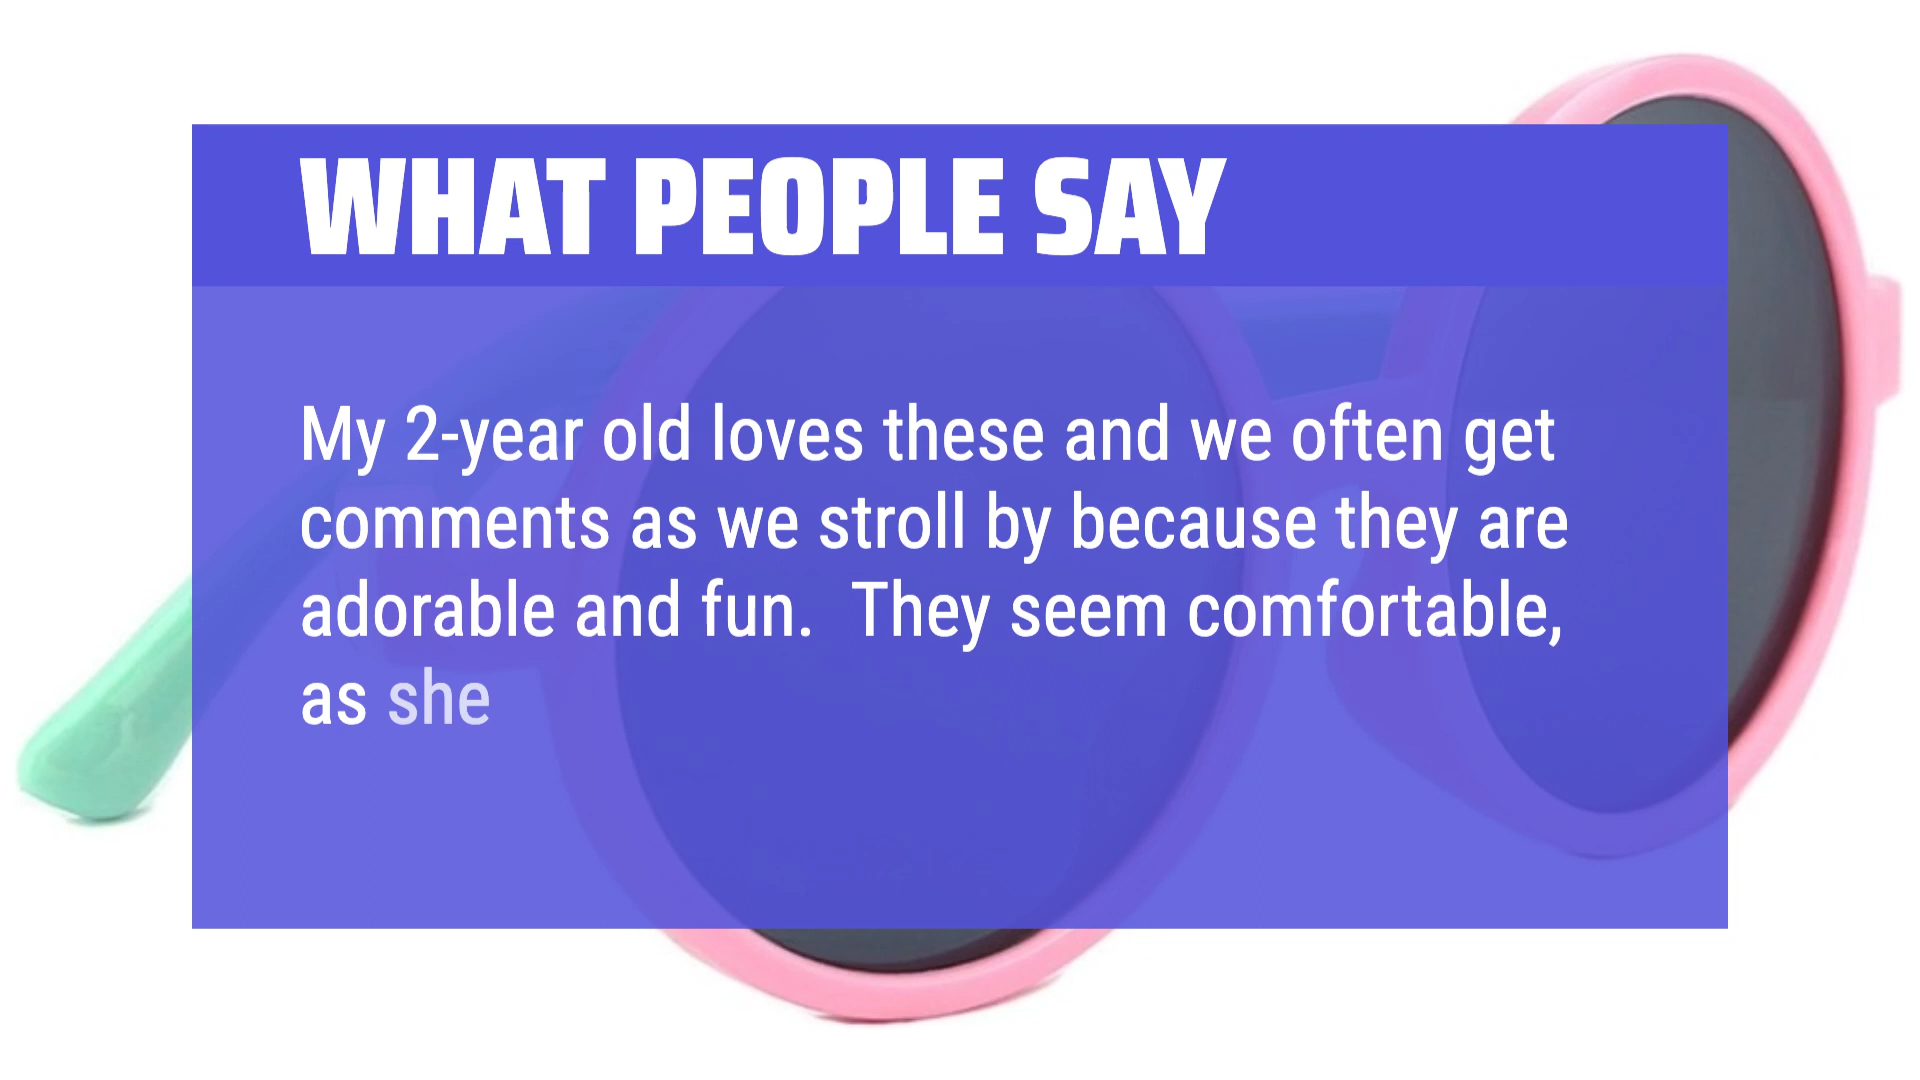 WHAT PEOPLE SAY
My 2-year old loves these and we often get
comments as we stroll by because they are
adorable and fun.  They seem comfortable,
as she